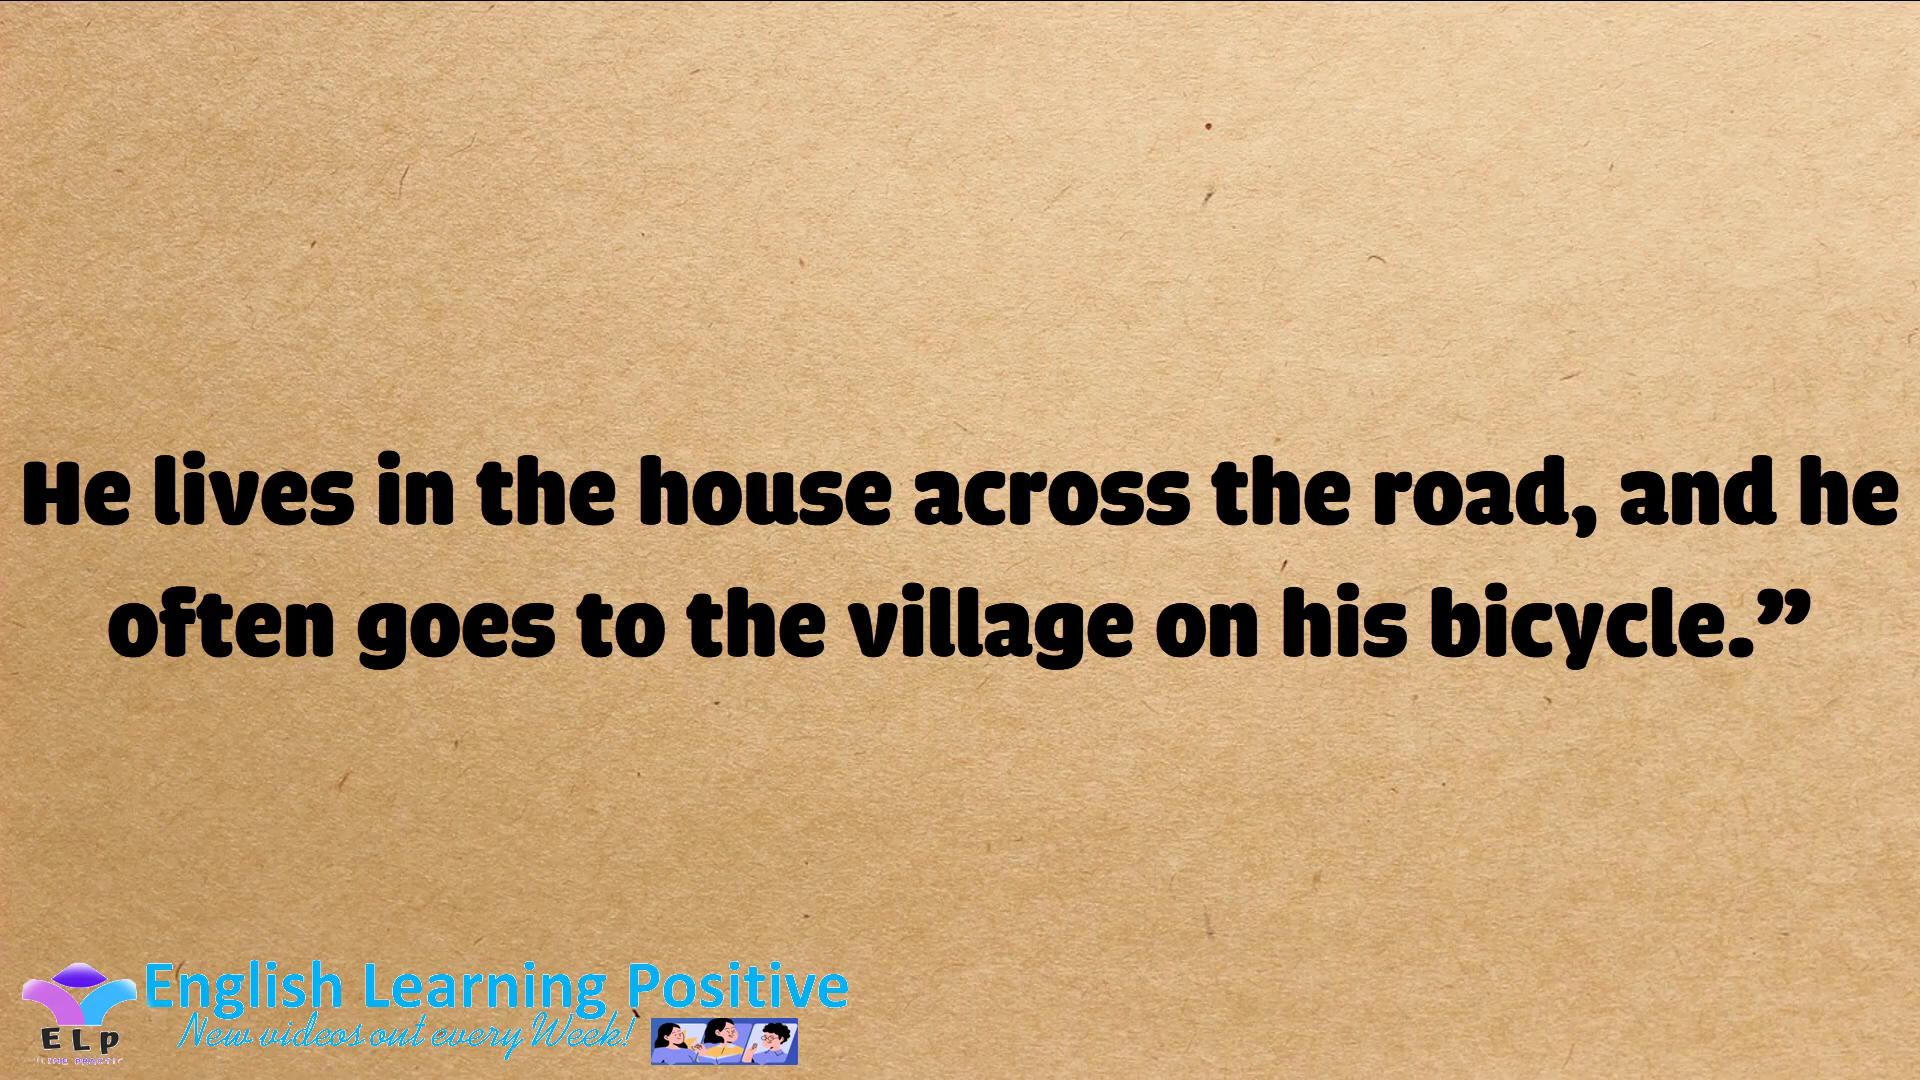 He lives in the house across the road, and he
often goes to the village on his bicycle.”
English Learning Positive
New videos out every Week!
ELP